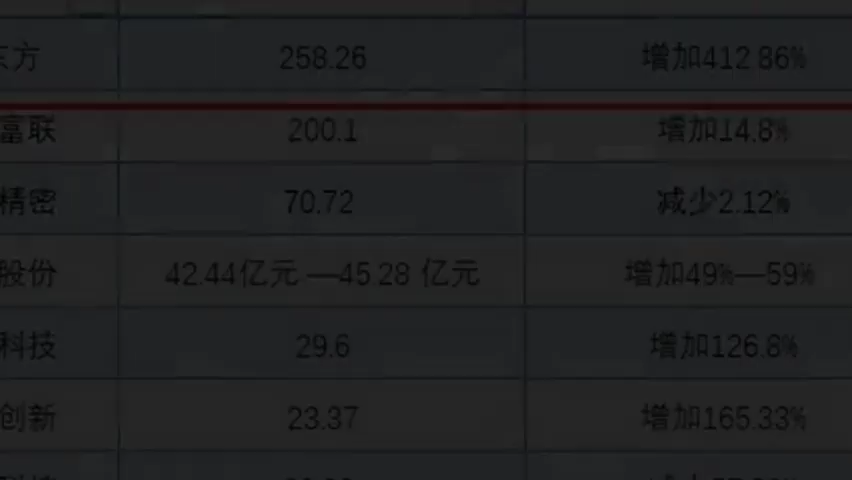 东方 258.26 增加412.86%
富联 200.1 增加14.8%
精密 70.72 减少2.12%
股份 42.44亿元 —45.28 亿元 增加49%—59%
科技 29.6 增加126.8%
创新 23.37 增加165.33%